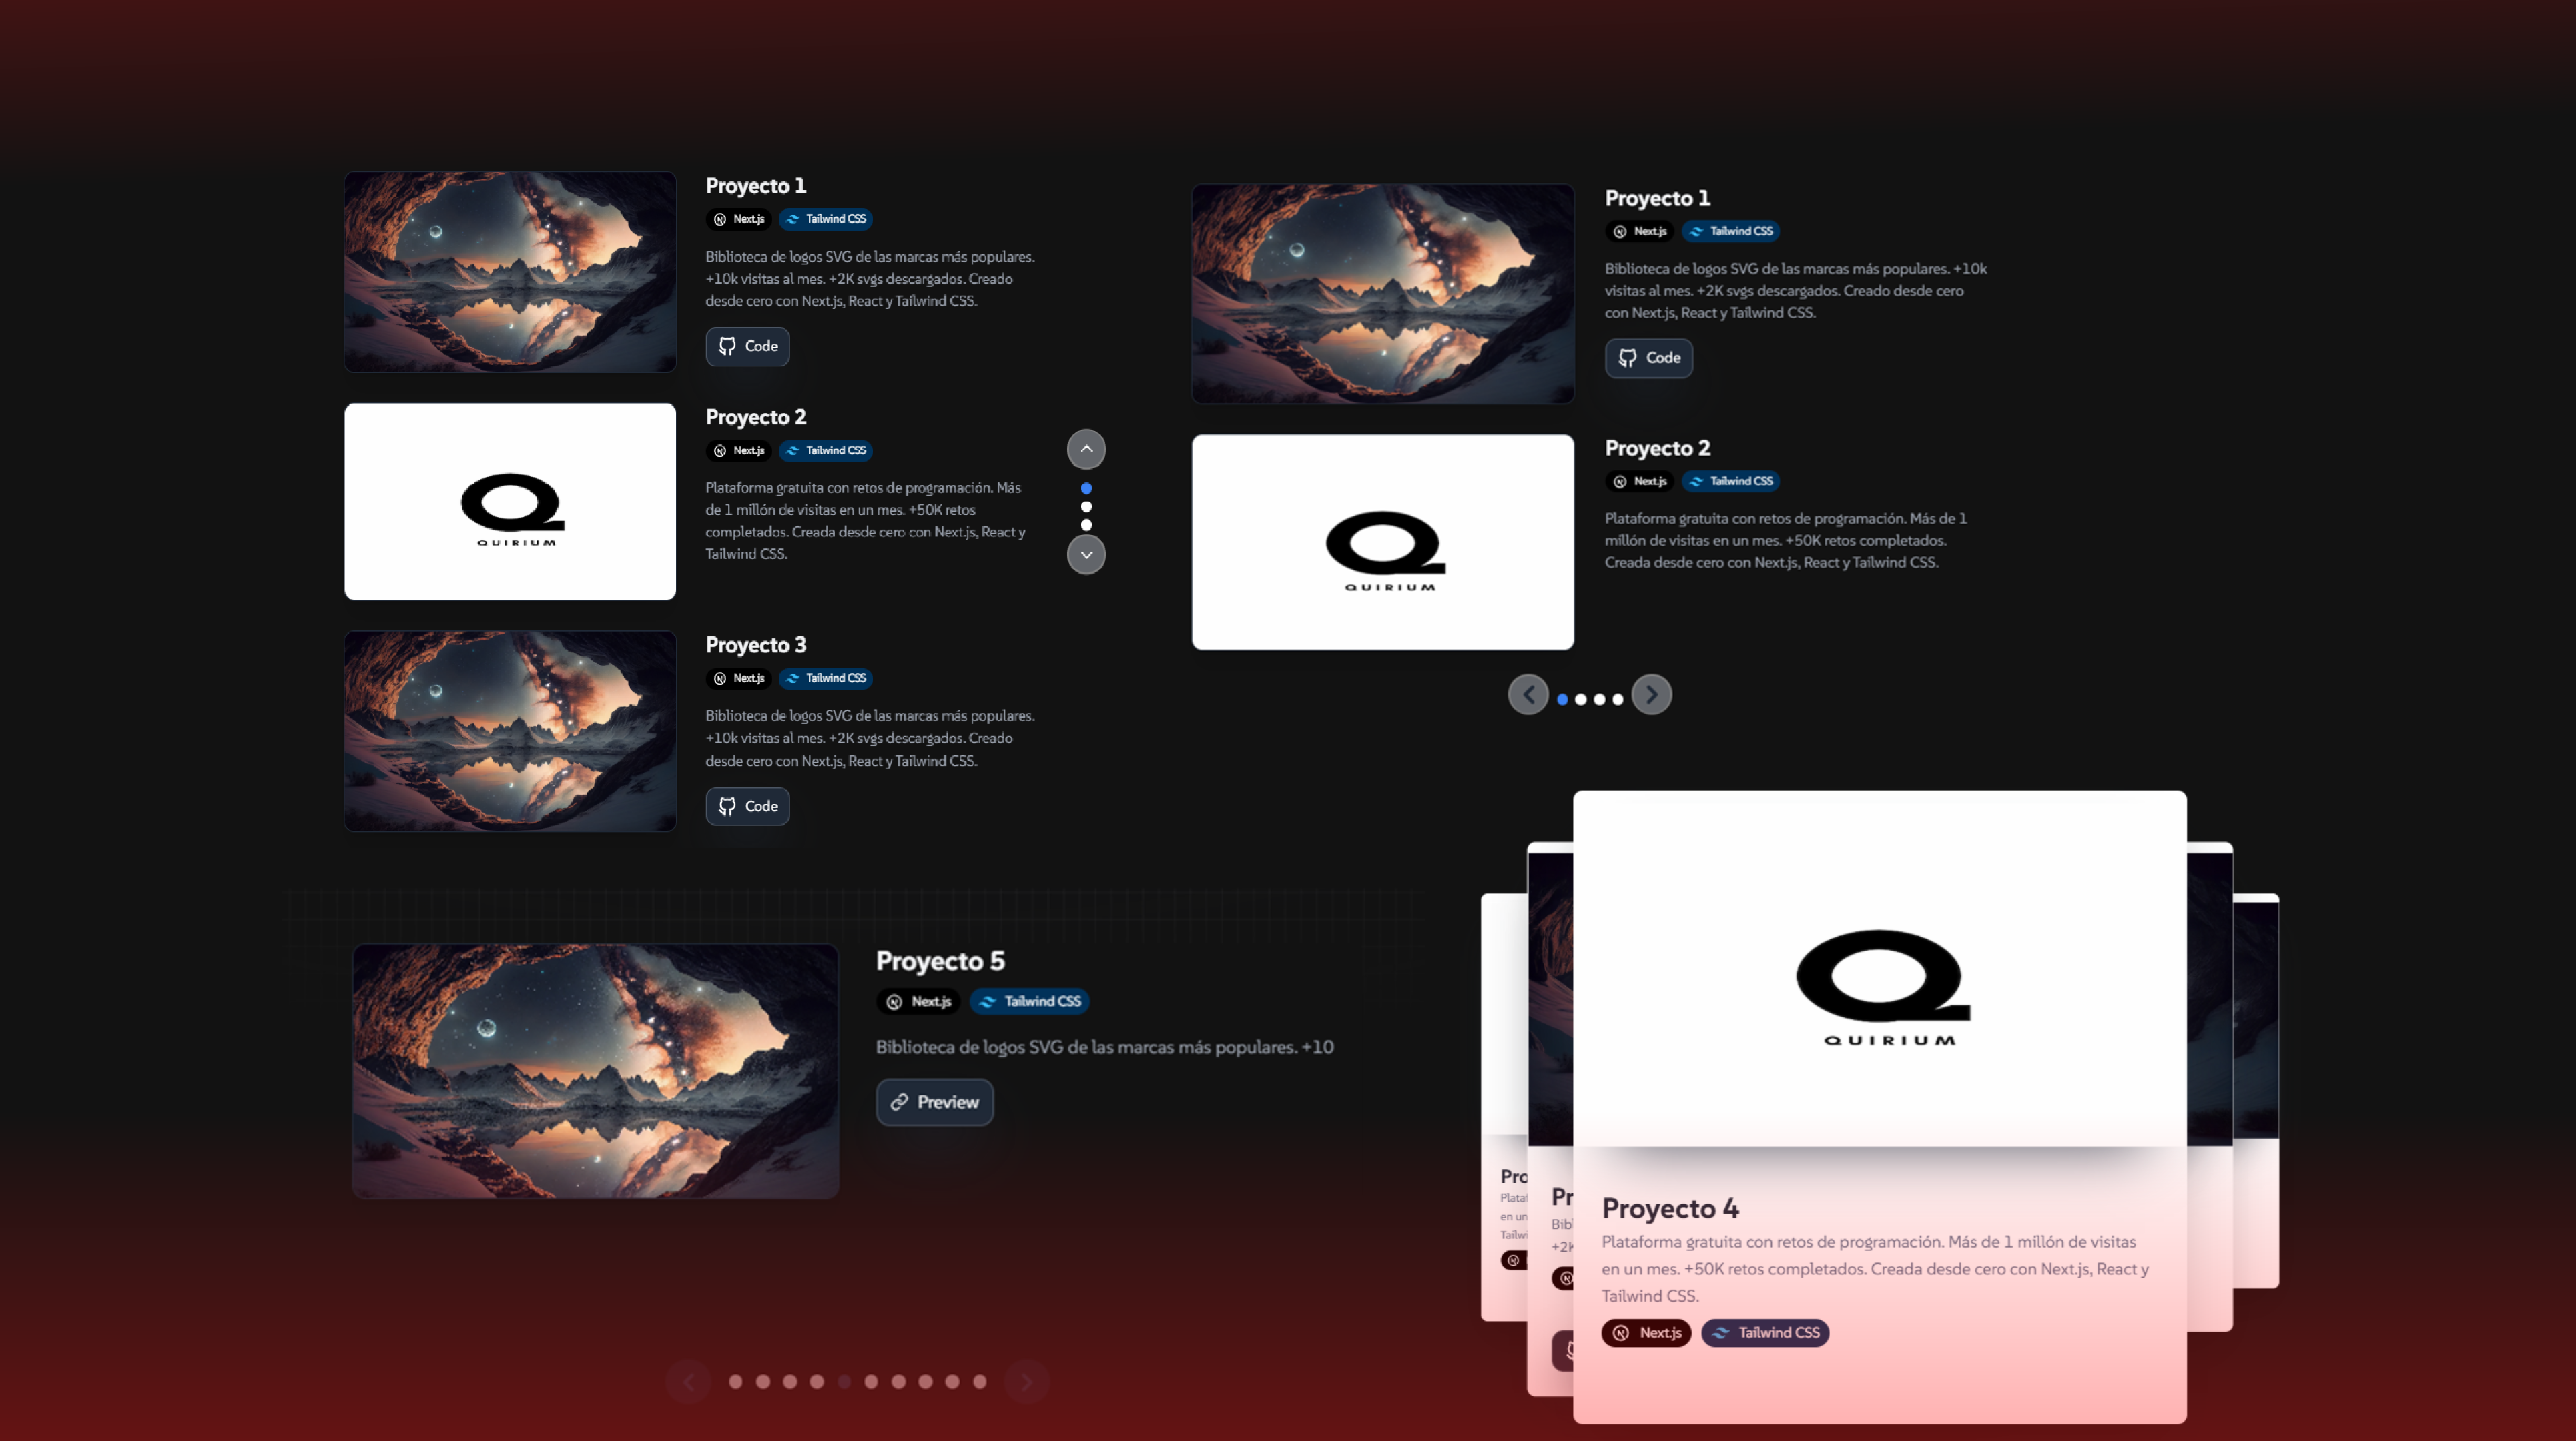 Proyecto 1
Next.js Tailwind CSS
Biblioteca de logos SVG de las marcas más populares.
+10k visitas al mes. +2K svgs descargados. Creado
desde cero con Next.js, React y Tailwind CSS.
Code
QUIRIUM
Proyecto 2
Next.js Tailwind CSS
Plataforma gratuita con retos de programación. Más
de 1 millón de visitas en un mes. +50K retos
completados. Creada desde cero con Next.js, React y
Tailwind CSS.
Proyecto 3
Next.js Tailwind CSS
Biblioteca de logos SVG de las marcas más populares.
+10k visitas al mes. +2K svgs descargados. Creado
desde cero con Next.js, React y Tailwind CSS.
Code
Proyecto 1
Next.js Tailwind CSS
Biblioteca de logos SVG de las marcas más populares. +10k
visitas al mes. +2K svgs descargados. Creado desde cero
con Next.js, React y Tailwind CSS.
Code
QUIRIUM
Proyecto 2
Next.js Tailwind CSS
Plataforma gratuita con retos de programación. Más de 1
millón de visitas en un mes. +50K retos completados.
Creada desde cero con Next.js, React y Tailwind CSS.
Proyecto 5
Next.js Tailwind CSS
Biblioteca de logos SVG de las marcas más populares. +10
Preview
Pro
Plataf
en un
Tailwi
Pr
Bibl
+2K
QUIRIUM
Proyecto 4
Plataforma gratuita con retos de programación. Más de 1 millón de visitas
en un mes. +50K retos completados. Creada desde cero con Next.js, React y
Tailwind CSS.
Next.js Tailwind CSS